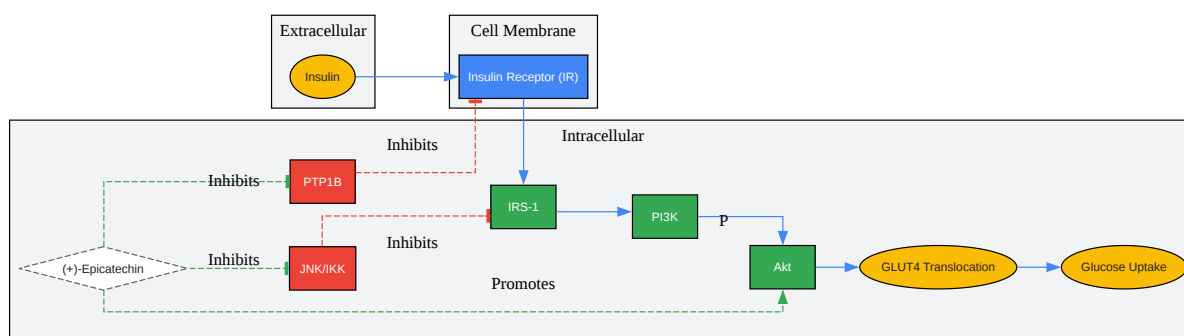 Extracellular
Cell Membrane
Insulin
Insulin Receptor (IR)
Intracellular
Inhibits
Inhibits
PTP1B
IRS-1
PI3K
P
Inhibits
Inhibits
(+)-Epicatechin
JNK/IKK
Akt
GLUT4 Translocation
Glucose Uptake
Promotes